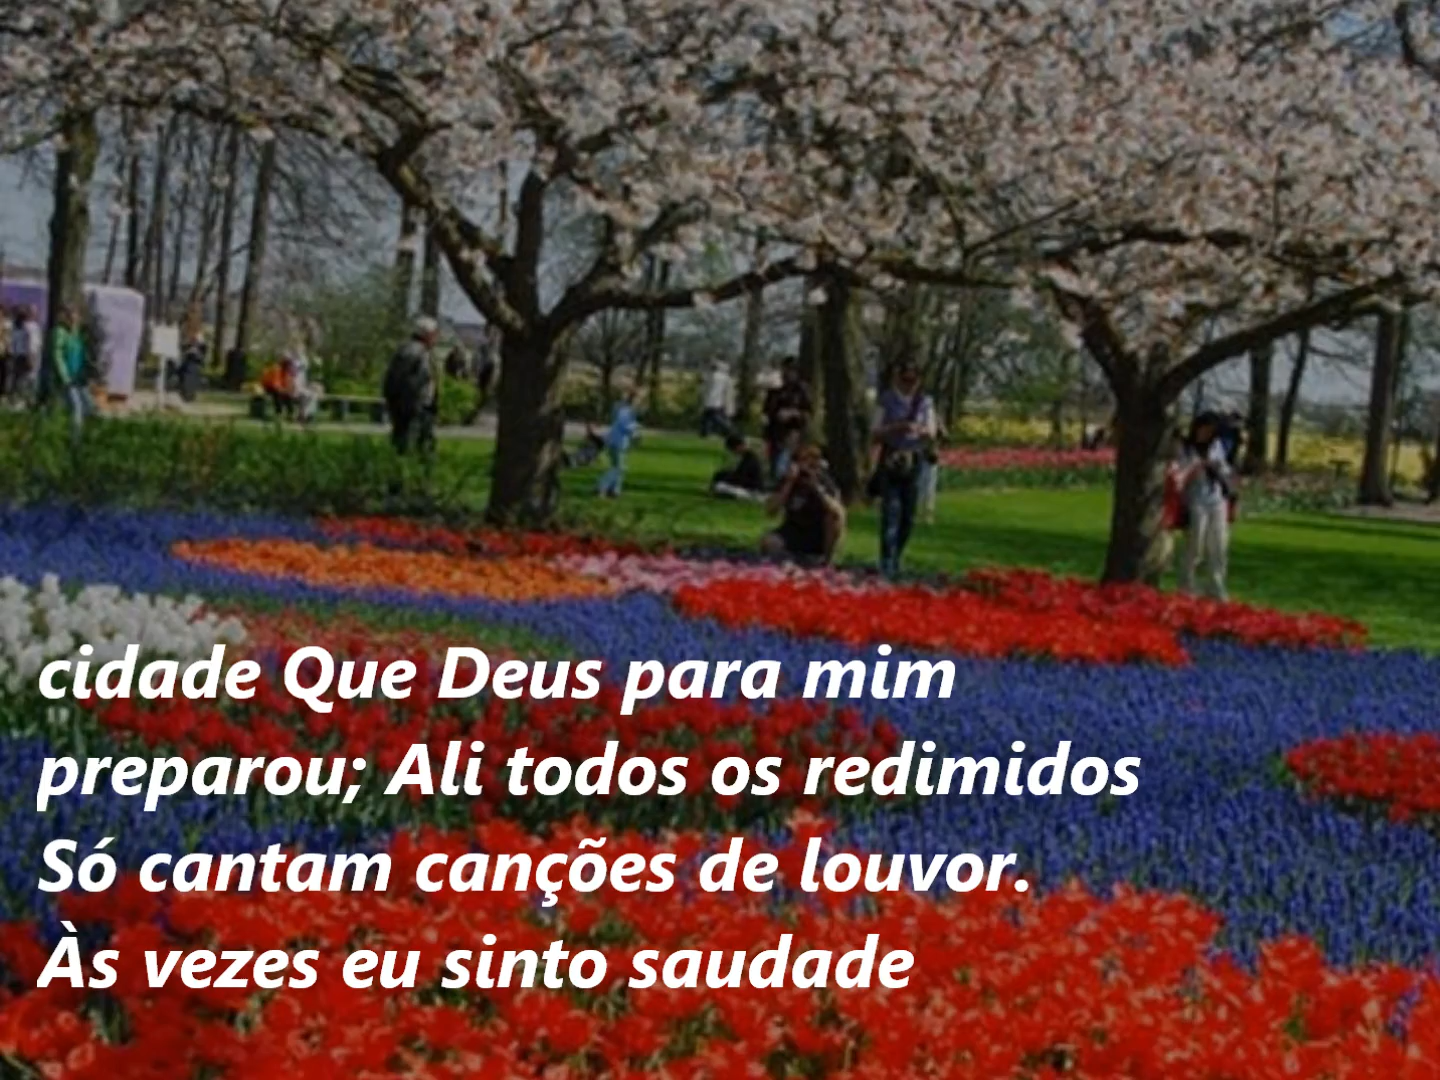 cidade Que Deus para mim
preparou; Ali todos os redimidos
Só cantam canções de louvor.
Às vezes eu sinto saudade